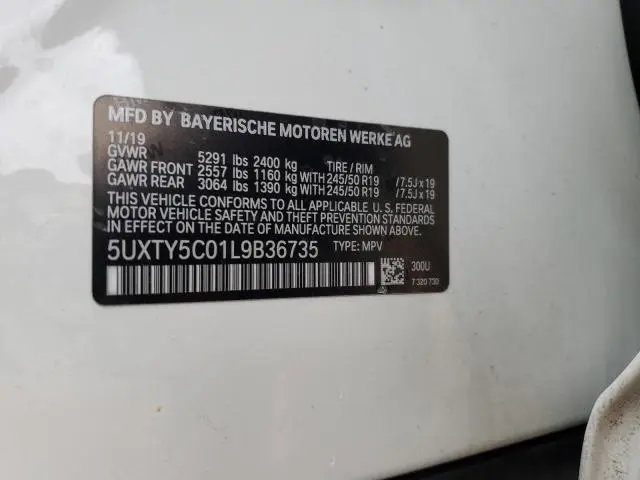 MFD BY BAYERISCHE MOTOREN WERKE AG
11/19
GVWR 5291 lbs 2400 kg TIRE / RIM
GAWR FRONT 2557 lbs 1160 kg WITH 245/50 R19 /7.5J x 19
GAWR REAR 3064 lbs 1390 kg WITH 245/50 R19 /7.5J x 19
THIS VEHICLE CONFORMS TO ALL APPLICABLE U.S. FEDERAL
MOTOR VEHICLE SAFETY AND THEFT PREVENTION STANDARDS
IN EFFECT ON THE DATE OF MANUFACTURE SHOWN ABOVE.
5UXTY5C01L9B36735 TYPE: MPV
300U
7 320 730